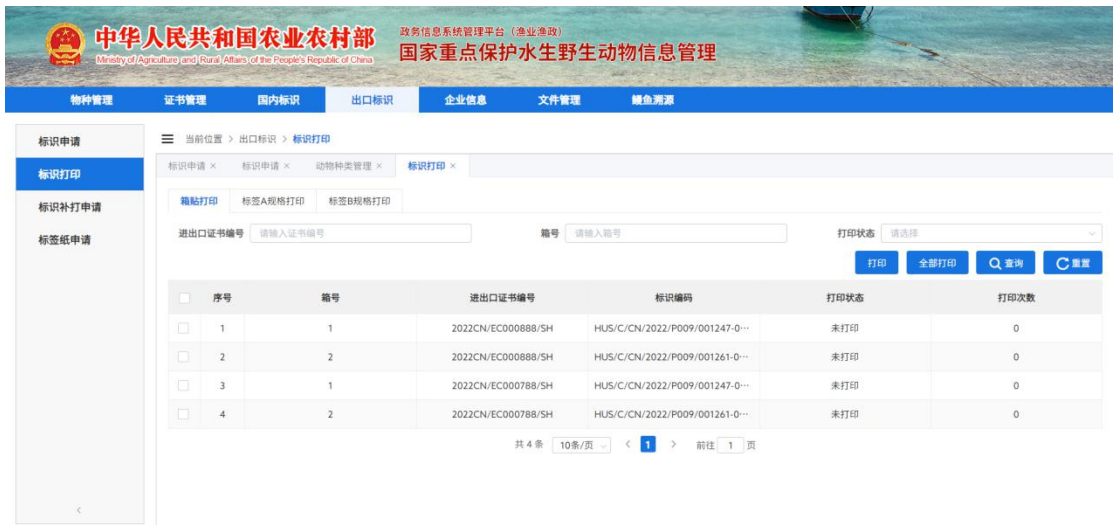 中华人民共和国农业农村部
Ministry of Agriculture and Rural Affairs of the People's Republic of China
政务信息系统管理平台（渔业渔政）
国家重点保护水生野生动物信息管理
物种管理 证书管理 国内标识 出口标识 企业信息 文件管理 鳗鱼溯源
标识申请
标识打印
标识补打申请
标签纸申请
当前位置 > 出口标识 > 标识打印
标识申请 × 标识申请 × 动物种类管理 × 标识打印 ×
箱贴打印 标签A规格打印 标签B规格打印
进出口证书编号 请输入证书编号 箱号 请输入箱号 打印状态 请选择
打印 全部打印 查询 重置
序号 箱号 进出口证书编号 标识编码 打印状态 打印次数
1 1 2022CN/EC000888/SH HUS/C/CN/2022/P009/001247-0… 未打印 0
2 2 2022CN/EC000888/SH HUS/C/CN/2022/P009/001261-0… 未打印 0
3 1 2022CN/EC000788/SH HUS/C/CN/2022/P009/001247-0… 未打印 0
4 2 2022CN/EC000788/SH HUS/C/CN/2022/P009/001261-0… 未打印 0
共 4 条 10条/页 < 1 > 前往 1 页